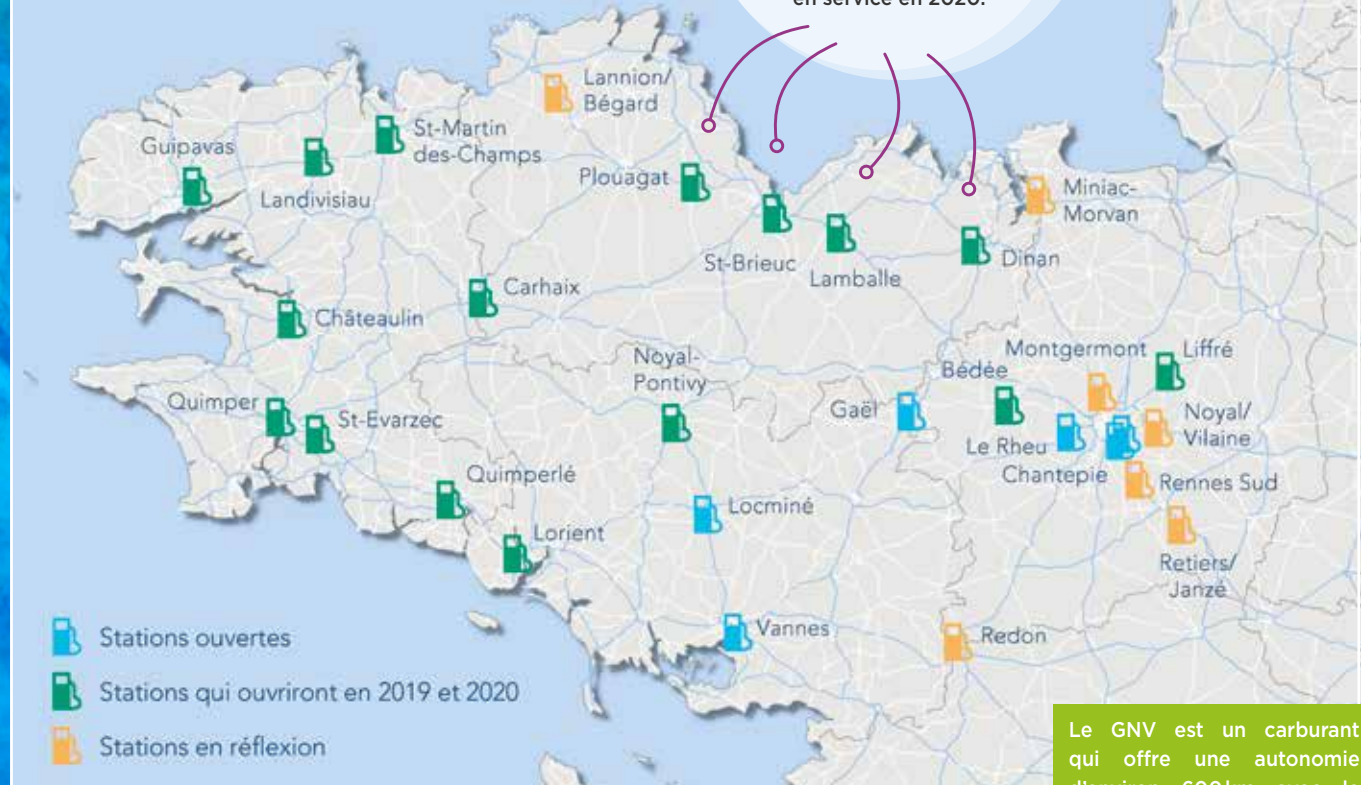 en service en 2020.
Lannion/
Bégard
St-Martin
des-Champs
Guipavas
Landivisiau
Plouagat
Miniac-
Morvan
St-Brieuc
Lamballe
Dinan
Carhaix
Châteaulin
Noyal-
Pontivy
Montgermont
Liffré
Bédée
Gaël
Quimper
St-Evarzec
Noyal/
Vilaine
Le Rheu
Chantepie
Rennes Sud
Quimperlé
Locminé
Lorient
Retiers/
Janzé
Vannes
Redon
Stations ouvertes
Stations qui ouvriront en 2019 et 2020
Stations en réflexion
Le GNV est un carburant
qui offre une autonomie